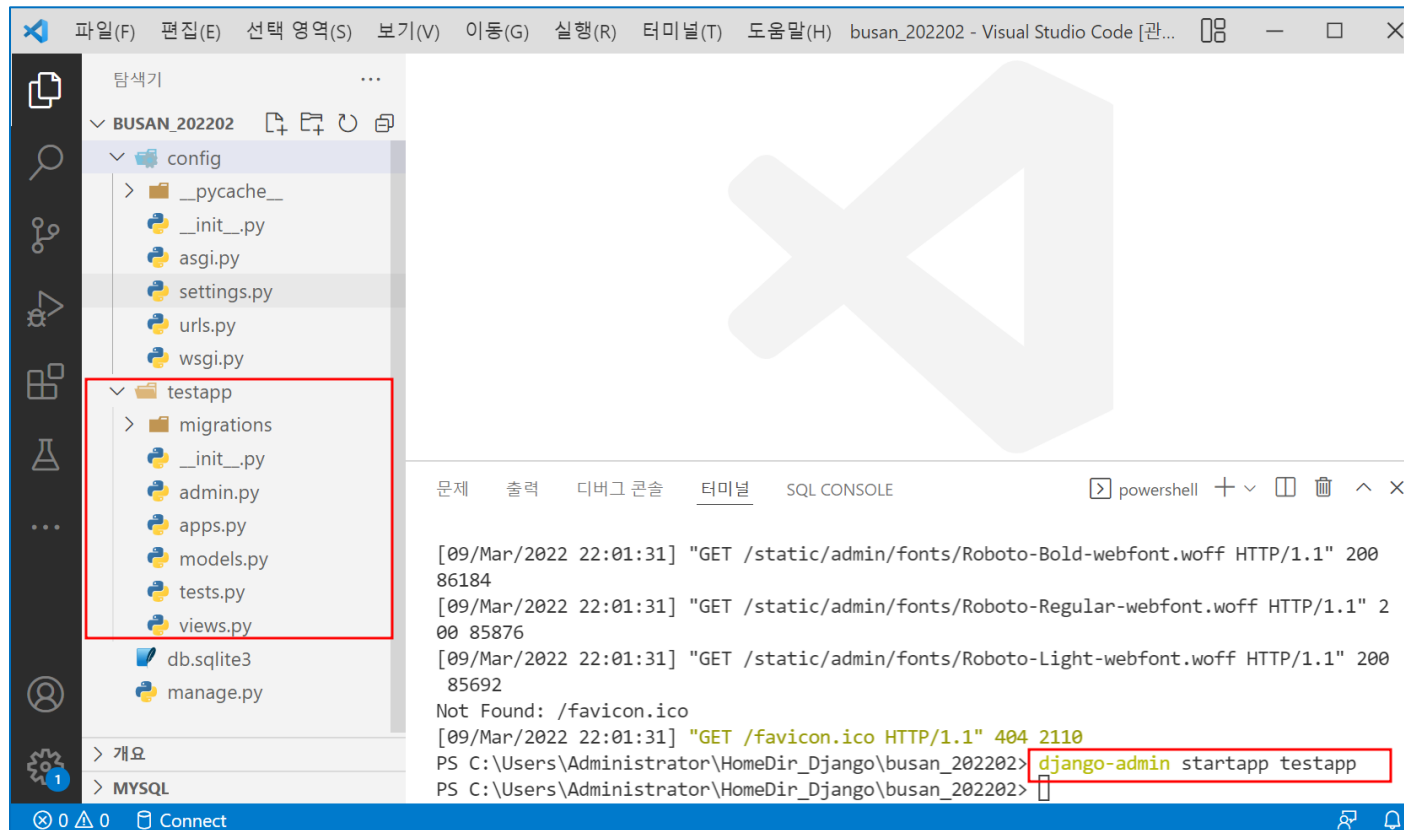 파일(F) 편집(E) 선택 영역(S) 보기(V) 이동(G) 실행(R) 터미널(T) 도움말(H) busan_202202 - Visual Studio Code [관...
탐색기
BUSAN_202202
config
__pycache__
__init__.py
asgi.py
settings.py
urls.py
wsgi.py
testapp
migrations
__init__.py
admin.py
apps.py
models.py
tests.py
views.py
db.sqlite3
manage.py
개요
MYSQL
문제 출력 디버그 콘솔 터미널 SQL CONSOLE powershell
[09/Mar/2022 22:01:31] "GET /static/admin/fonts/Roboto-Bold-webfont.woff HTTP/1.1" 200
86184
[09/Mar/2022 22:01:31] "GET /static/admin/fonts/Roboto-Regular-webfont.woff HTTP/1.1" 2
00 85876
[09/Mar/2022 22:01:31] "GET /static/admin/fonts/Roboto-Light-webfont.woff HTTP/1.1" 200
85692
Not Found: /favicon.ico
[09/Mar/2022 22:01:31] "GET /favicon.ico HTTP/1.1" 404 2110
PS C:\Users\Administrator\HomeDir_Django\busan_202202> django-admin startapp testapp
PS C:\Users\Administrator\HomeDir_Django\busan_202202>
1
0 0 Connect